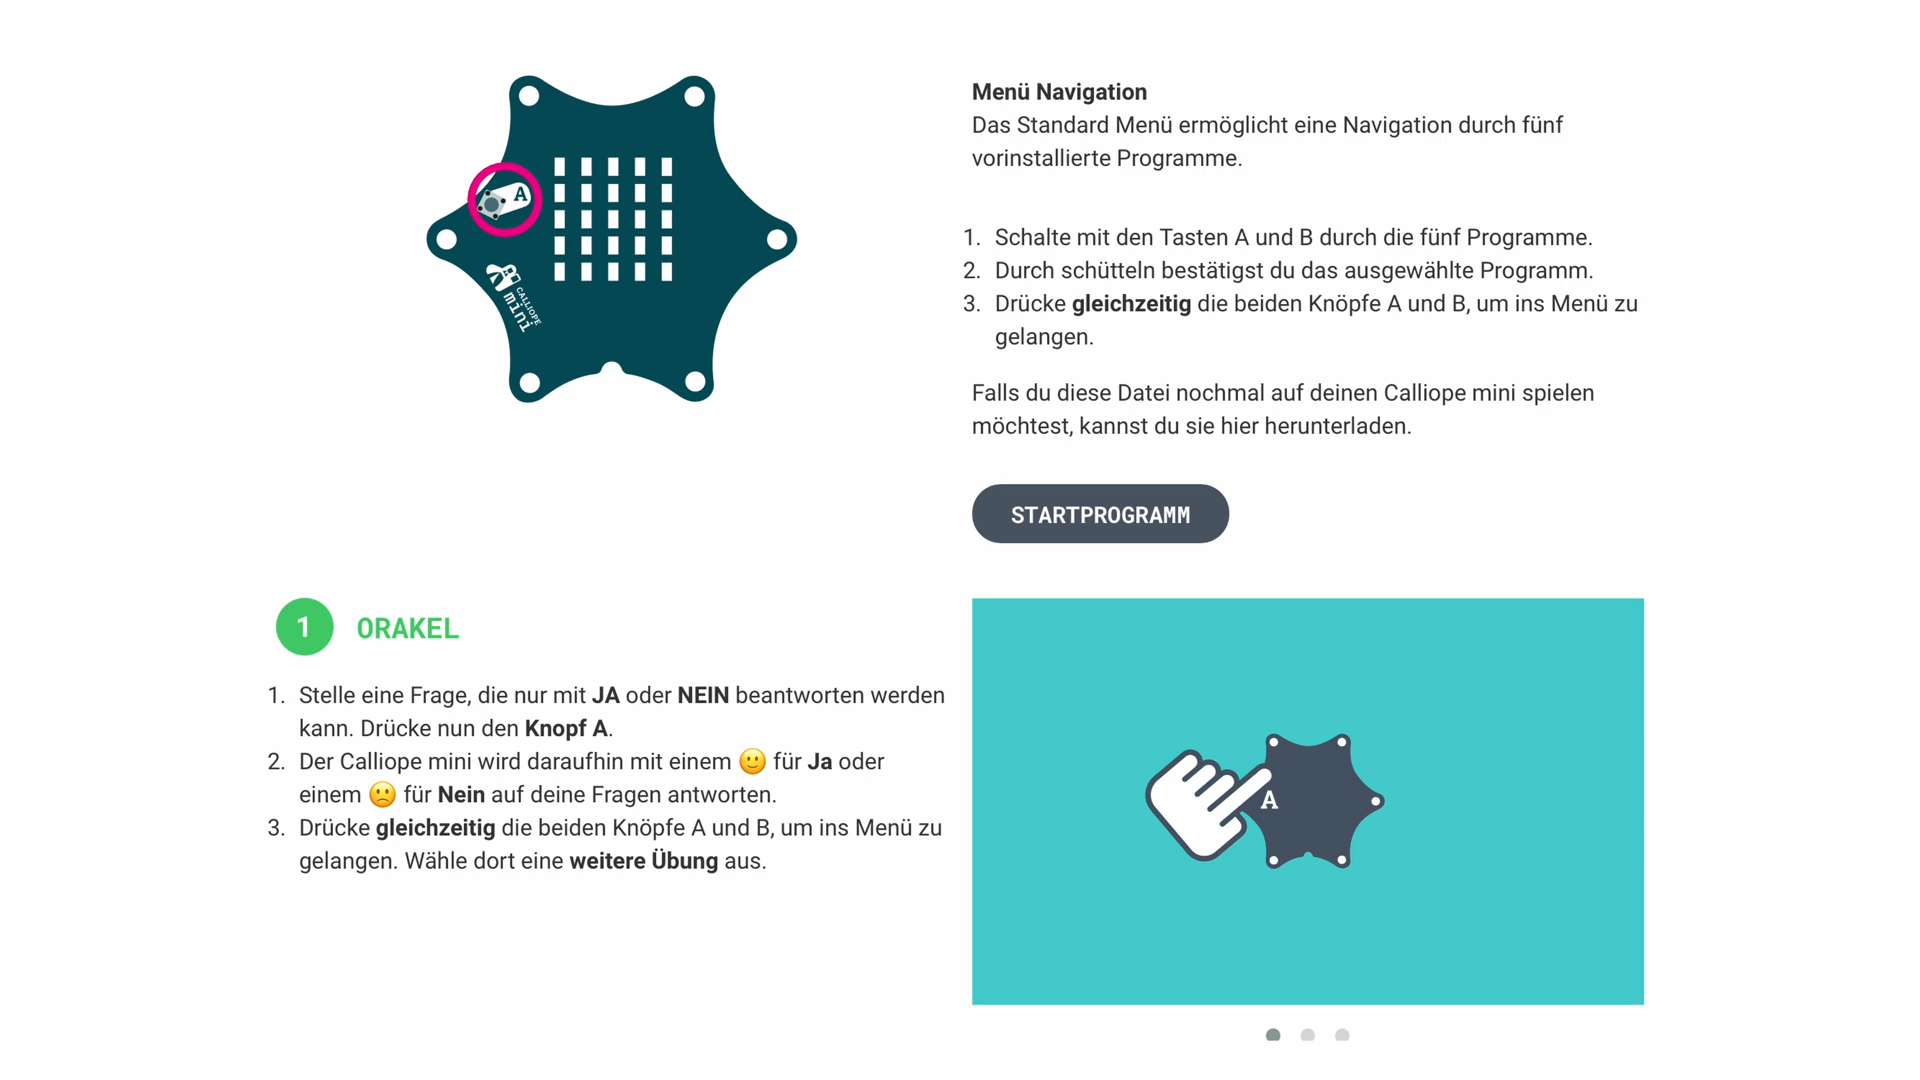 A
CALLIOPE
mini
Menü Navigation
Das Standard Menü ermöglicht eine Navigation durch fünf
vorinstallierte Programme.
1. Schalte mit den Tasten A und B durch die fünf Programme.
2. Durch schütteln bestätigst du das ausgewählte Programm.
3. Drücke gleichzeitig die beiden Knöpfe A und B, um ins Menü zu
gelangen.
Falls du diese Datei nochmal auf deinen Calliope mini spielen
möchtest, kannst du sie hier herunterladen.
STARTPROGRAMM
1 ORAKEL
1. Stelle eine Frage, die nur mit JA oder NEIN beantworten werden
kann. Drücke nun den Knopf A.
2. Der Calliope mini wird daraufhin mit einem 🙂 für Ja oder
einem 🙁 für Nein auf deine Fragen antworten.
3. Drücke gleichzeitig die beiden Knöpfe A und B, um ins Menü zu
gelangen. Wähle dort eine weitere Übung aus.
A